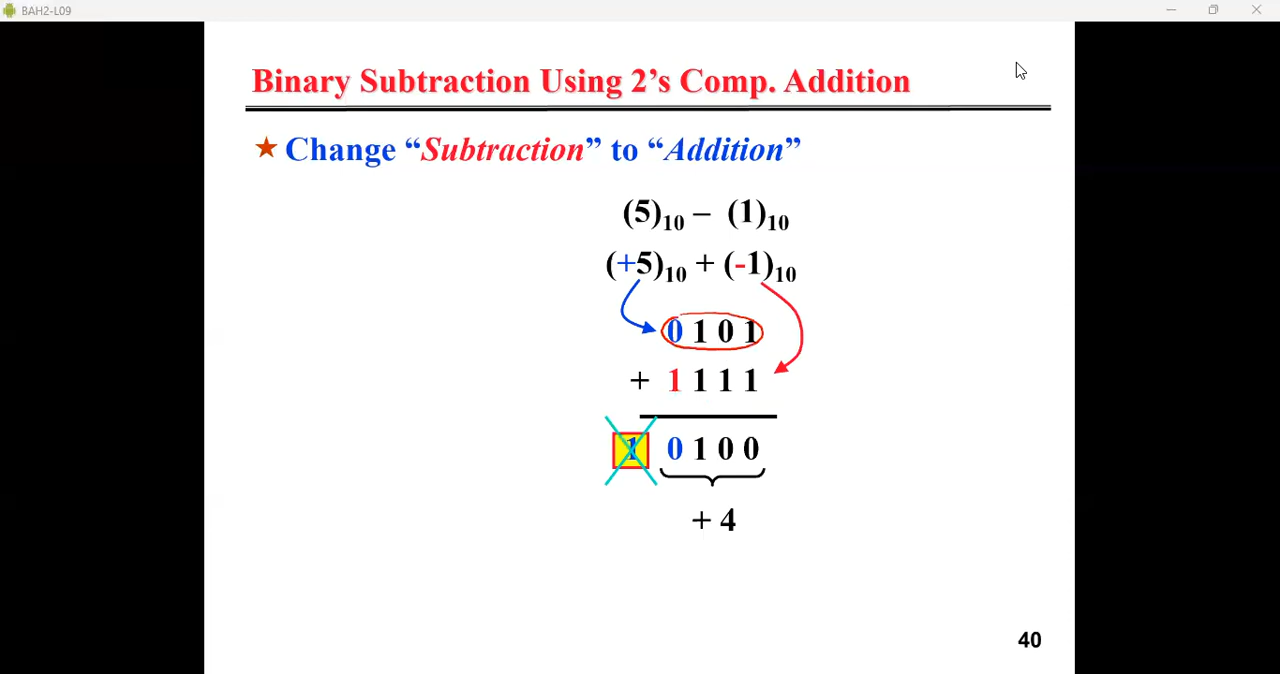 BAH2-L09
Binary Subtraction Using 2's Comp. Addition
★ Change “Subtraction” to “Addition”
(5)₁₀ – (1)₁₀
(+5)₁₀ + (-1)₁₀
0 1 0 1
+ 1 1 1 1
1 0 1 0 0
+ 4
40